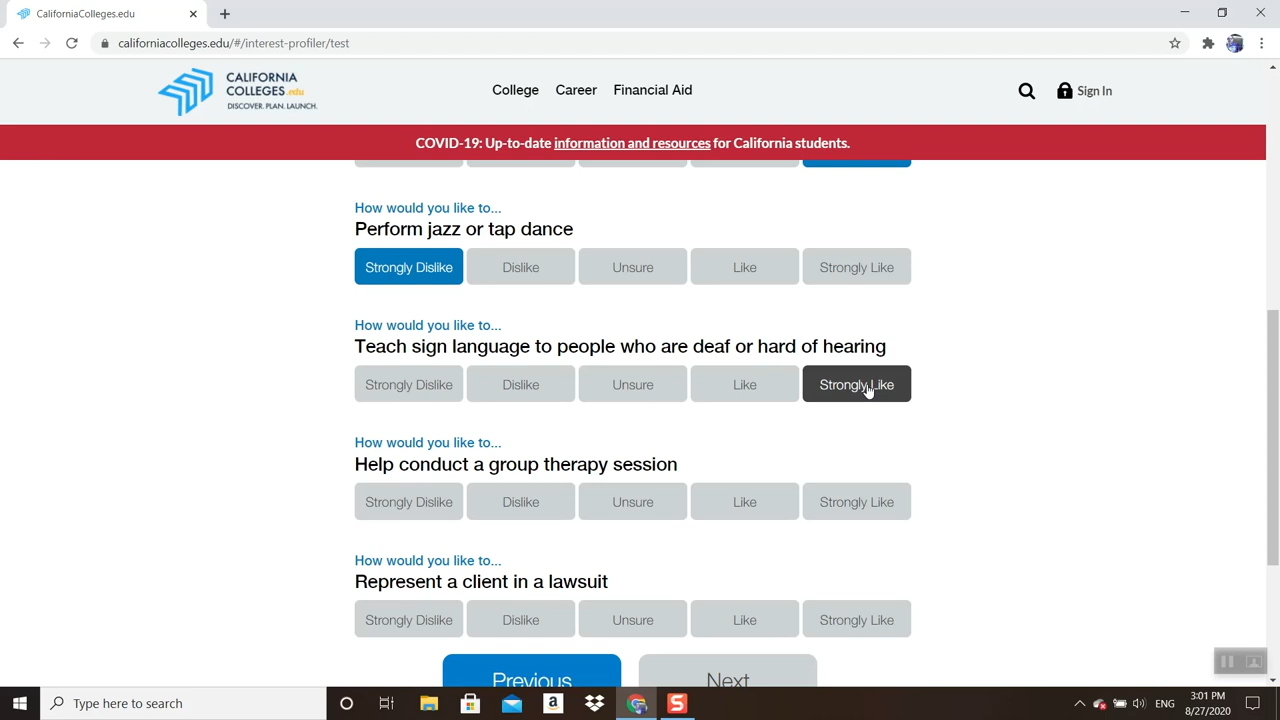 CaliforniaColleges.edu
californiacolleges.edu/#/interest-profiler/test
CALIFORNIA
COLLEGES.edu
DISCOVER. PLAN. LAUNCH.
College Career Financial Aid
Sign In
COVID-19: Up-to-date information and resources for California students.
How would you like to...
Perform jazz or tap dance
Strongly Dislike Dislike Unsure Like Strongly Like
How would you like to...
Teach sign language to people who are deaf or hard of hearing
Strongly Dislike Dislike Unsure Like Strongly Like
How would you like to...
Help conduct a group therapy session
Strongly Dislike Dislike Unsure Like Strongly Like
How would you like to...
Represent a client in a lawsuit
Strongly Dislike Dislike Unsure Like Strongly Like
Previous Next
Type here to search
a
S
ENG
3:01 PM
8/27/2020